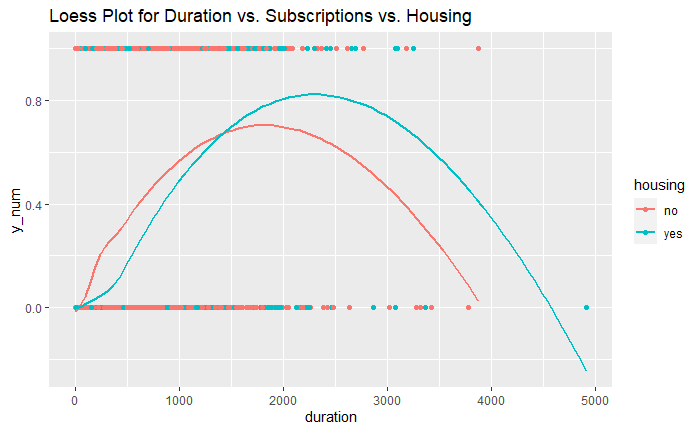 Loess Plot for Duration vs. Subscriptions vs. Housing
y_num
0.8
0.4
0.0
0
1000
2000
3000
4000
5000
duration
housing
no
yes